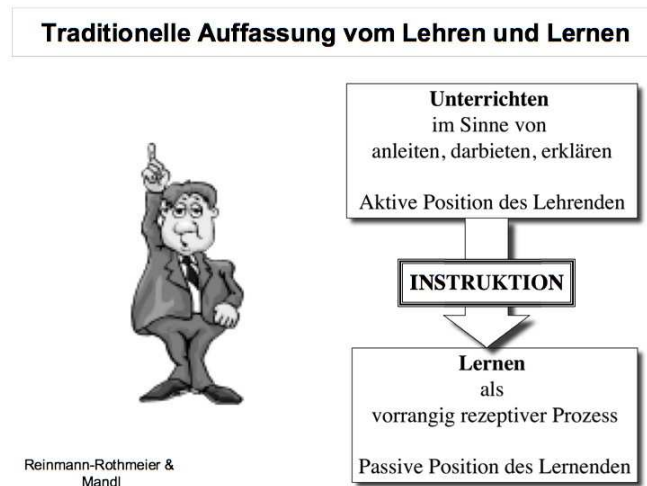 Traditionelle Auffassung vom Lehren und Lernen
Unterrichten
im Sinne von
anleiten, darbieten, erklären
Aktive Position des Lehrenden
INSTRUKTION
Lernen
als
vorrangig rezeptiver Prozess
Passive Position des Lernenden
Reinmann-Rothmeier &
Mandl